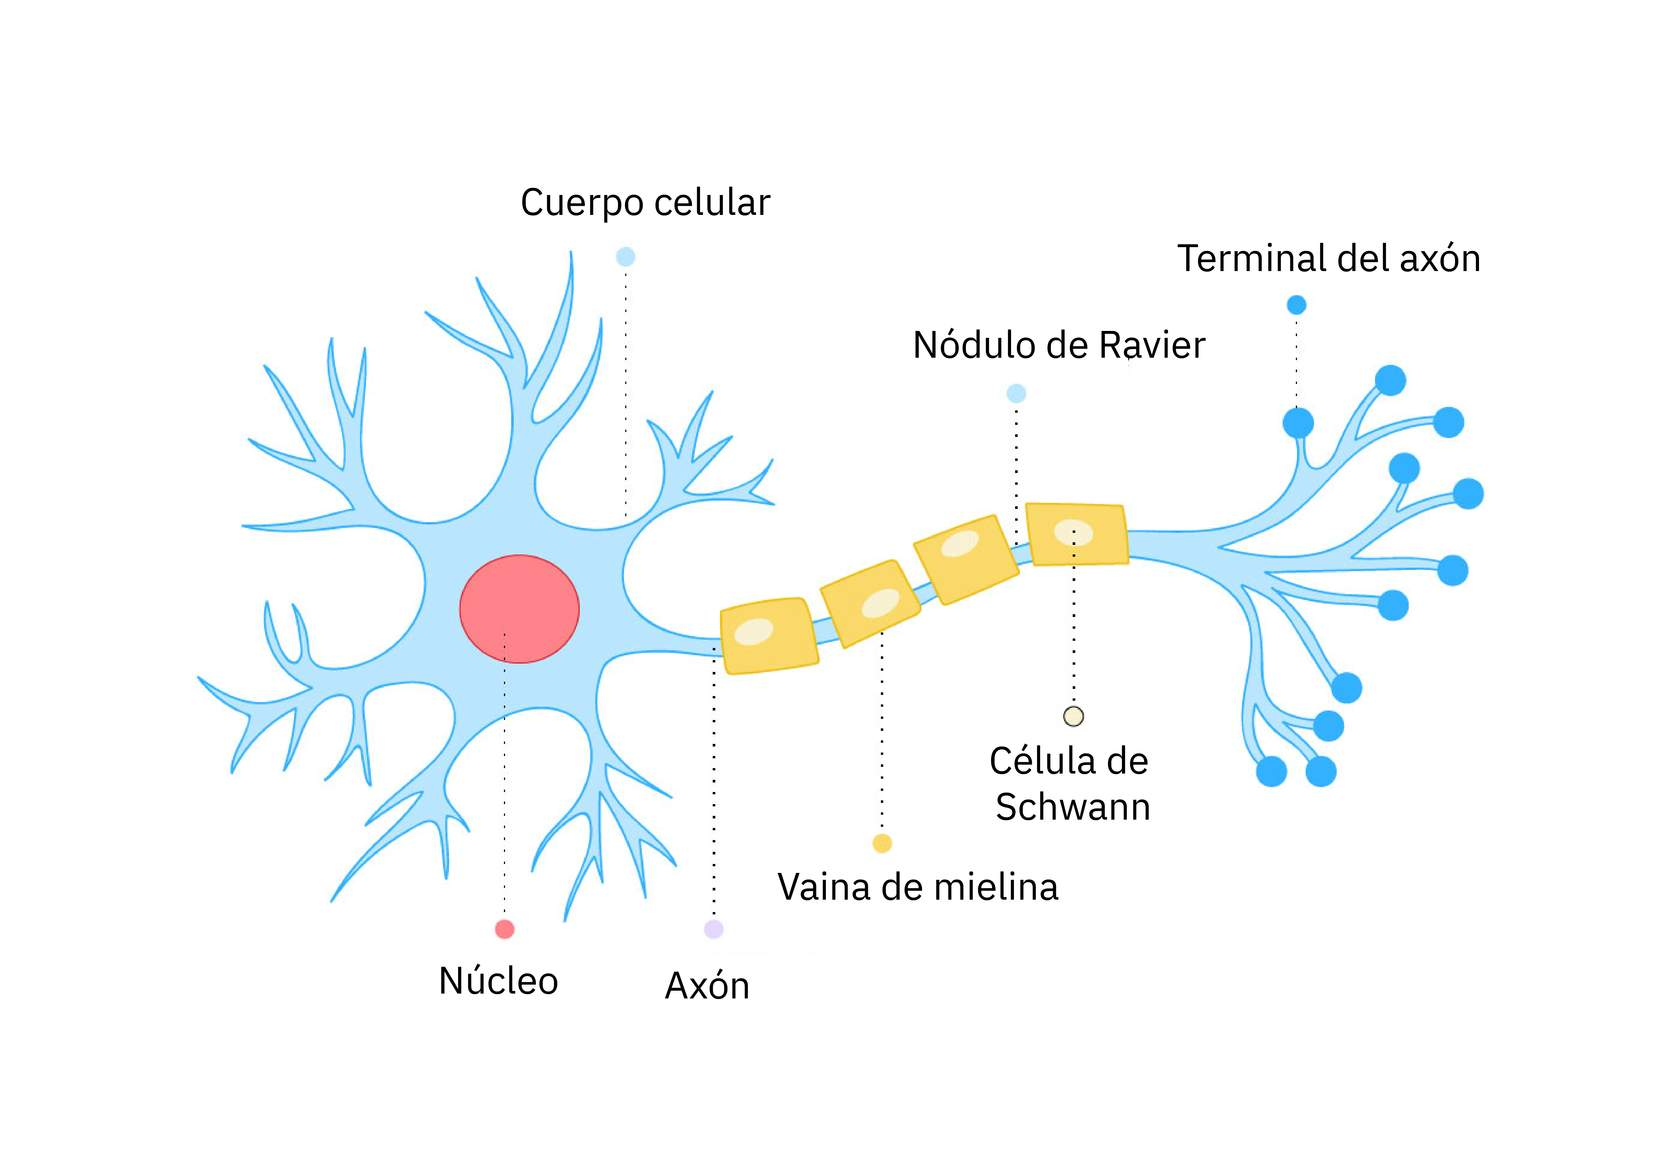 Cuerpo celular
Terminal del axón
Nódulo de Ravier
Célula de
Schwann
Vaina de mielina
Núcleo
Axón